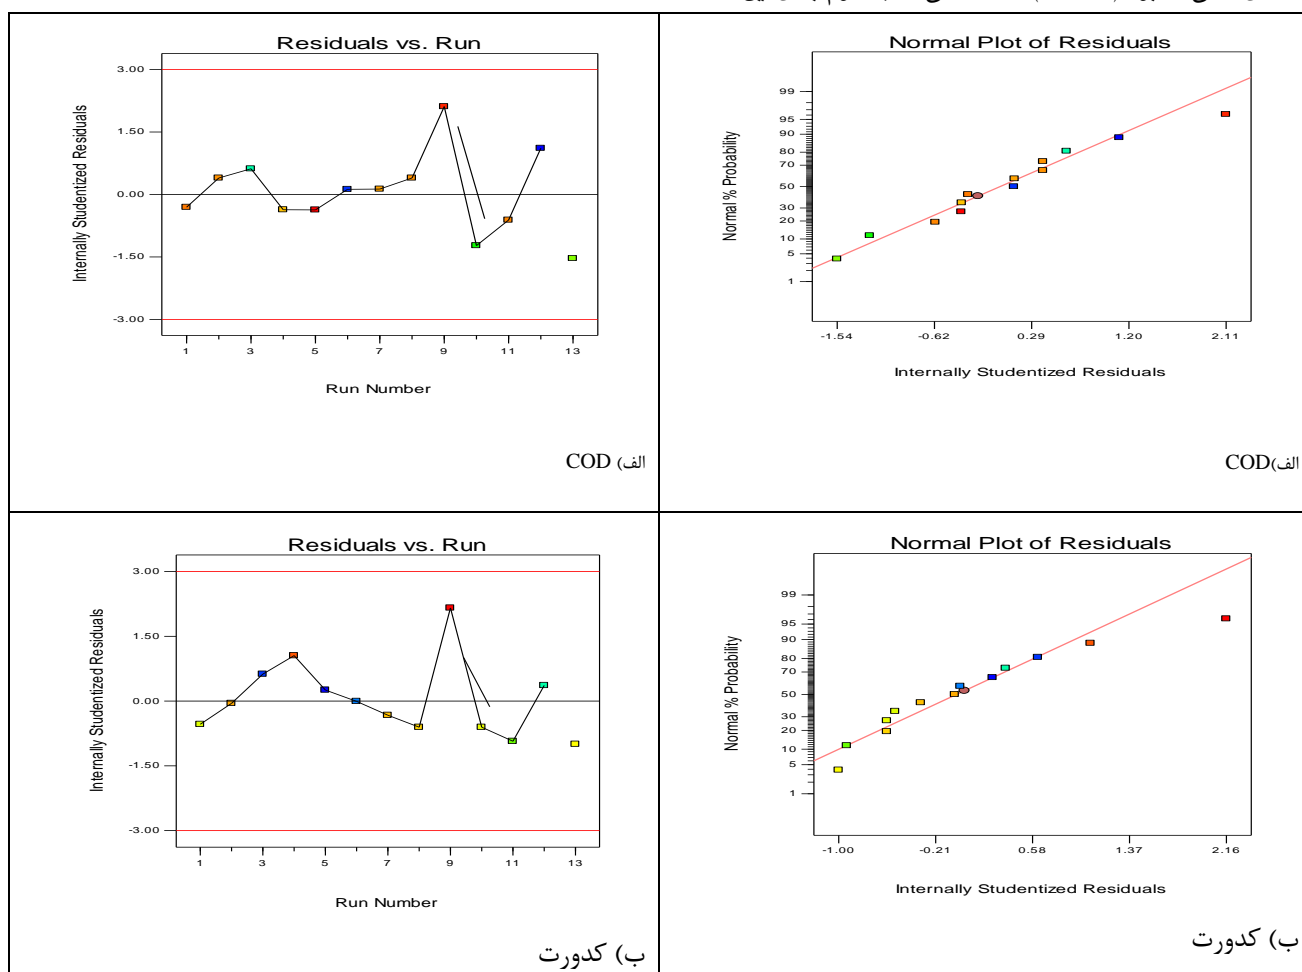 Residuals vs. Run
Internally Studentized Residuals
3.00
1.50
0.00
-1.50
-3.00
1 3 5 7 9 11 13
Run Number
الف) COD
Normal Plot of Residuals
Normal % Probability
99
95
90
80
70
50
30
20
10
5
1
-1.54 -0.62 0.29 1.20 2.11
Internally Studentized Residuals
الف)COD
Residuals vs. Run
Internally Studentized Residuals
3.00
1.50
0.00
-1.50
-3.00
1 3 5 7 9 11 13
Run Number
ب) کدورت
Normal Plot of Residuals
Normal % Probability
99
95
90
80
70
50
30
20
10
5
1
-1.00 -0.21 0.58 1.37 2.16
Internally Studentized Residuals
ب) کدورت